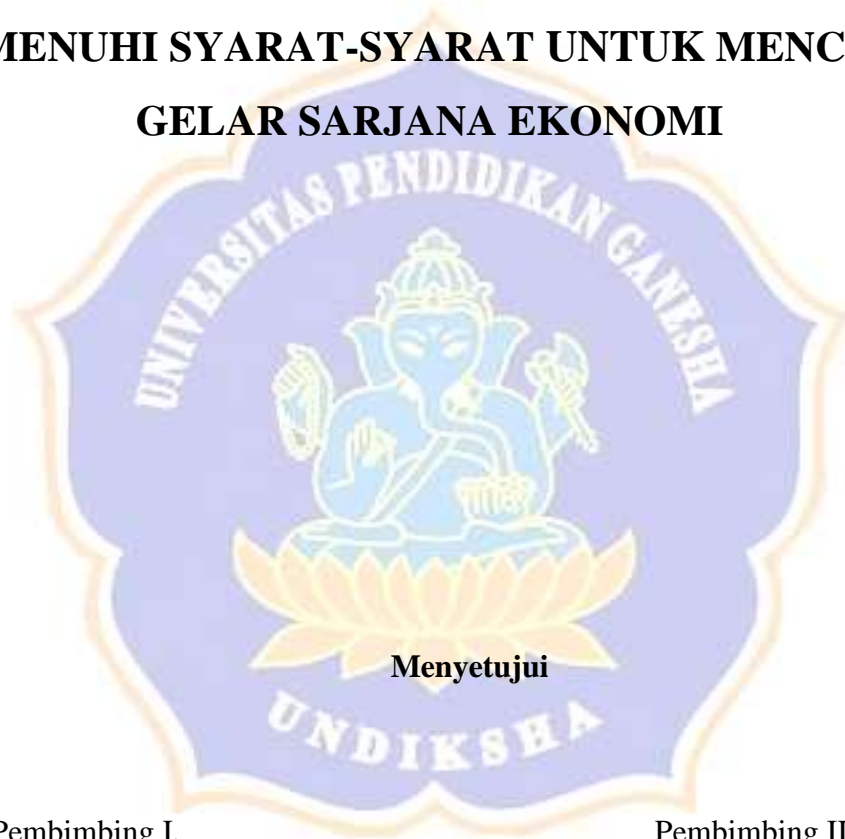 MENUHI SYARAT-SYARAT UNTUK MENC
GELAR SARJANA EKONOMI
UNIVERSITAS PENDIDIKAN GANESHA
Menyetujui
UNDIKSHA
Pembimbing I
Pembimbing II